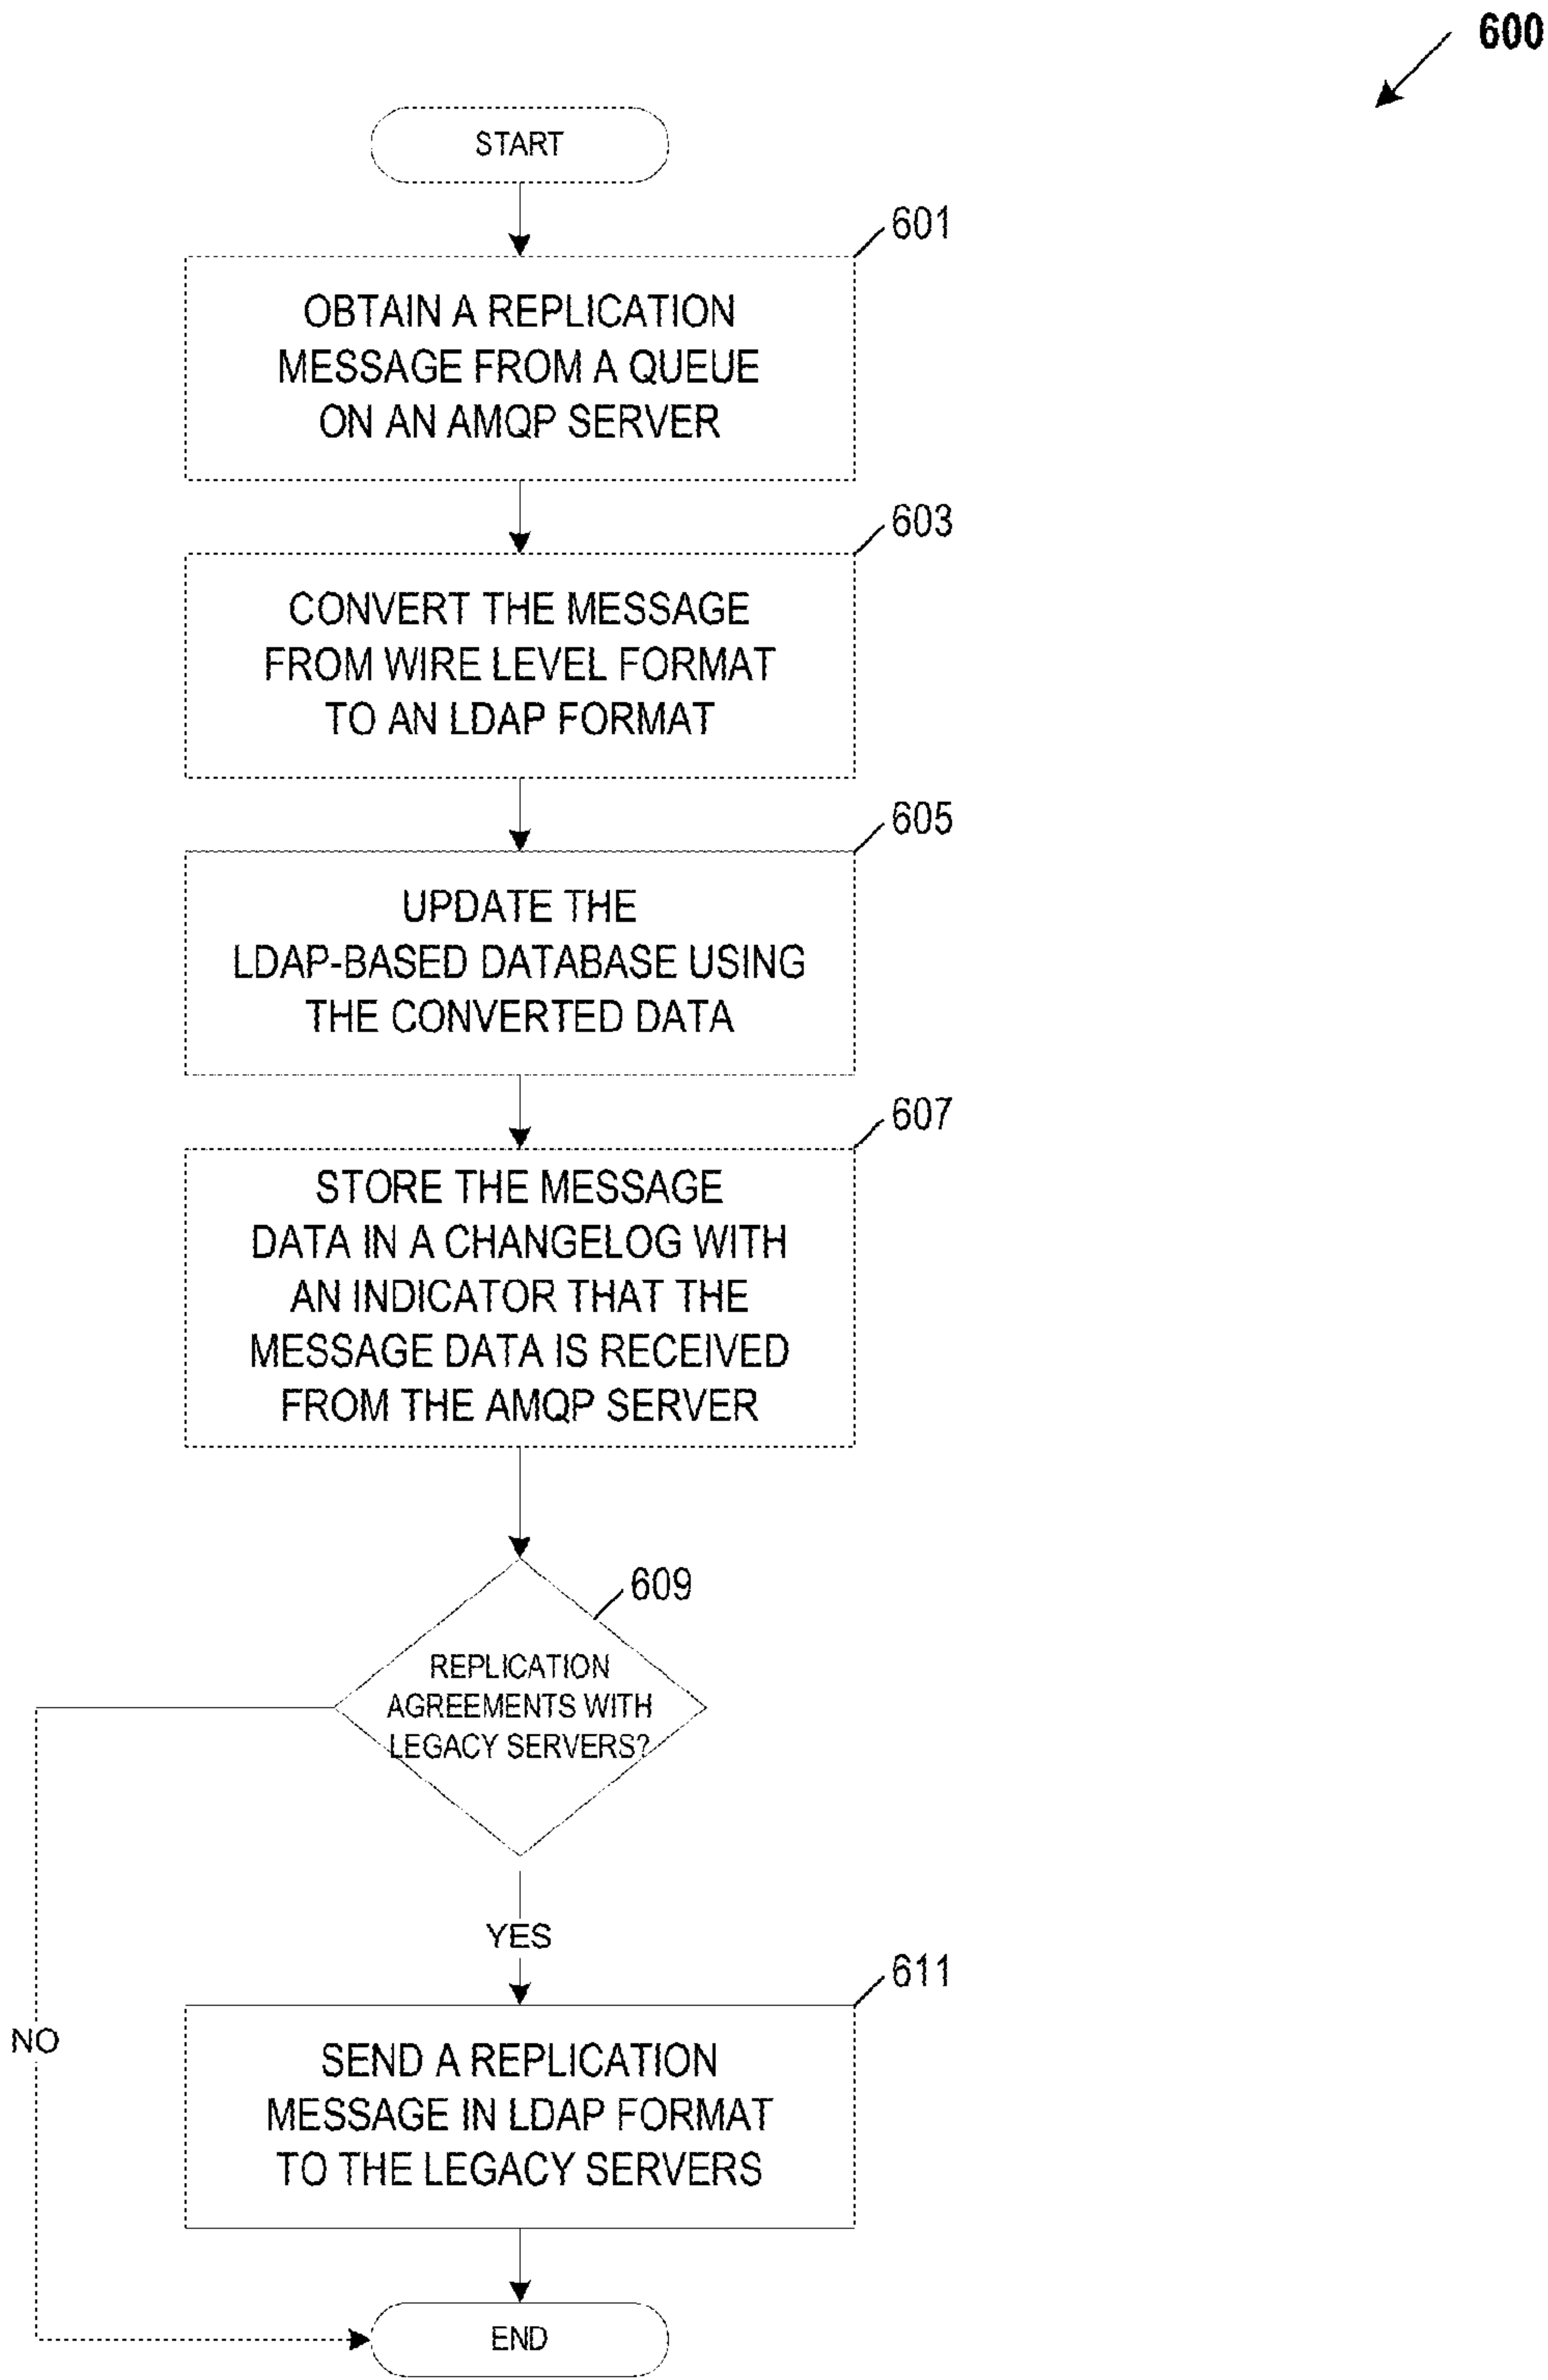 600
START
601
OBTAIN A REPLICATION
MESSAGE FROM A QUEUE
ON AN AMQP SERVER
603
CONVERT THE MESSAGE
FROM WIRE LEVEL FORMAT
TO AN LDAP FORMAT
605
UPDATE THE
LDAP-BASED DATABASE USING
THE CONVERTED DATA
607
STORE THE MESSAGE
DATA IN A CHANGELOG WITH
AN INDICATOR THAT THE
MESSAGE DATA IS RECEIVED
FROM THE AMQP SERVER
609
REPLICATION
AGREEMENTS WITH
LEGACY SERVERS?
YES
NO
611
SEND A REPLICATION
MESSAGE IN LDAP FORMAT
TO THE LEGACY SERVERS
END